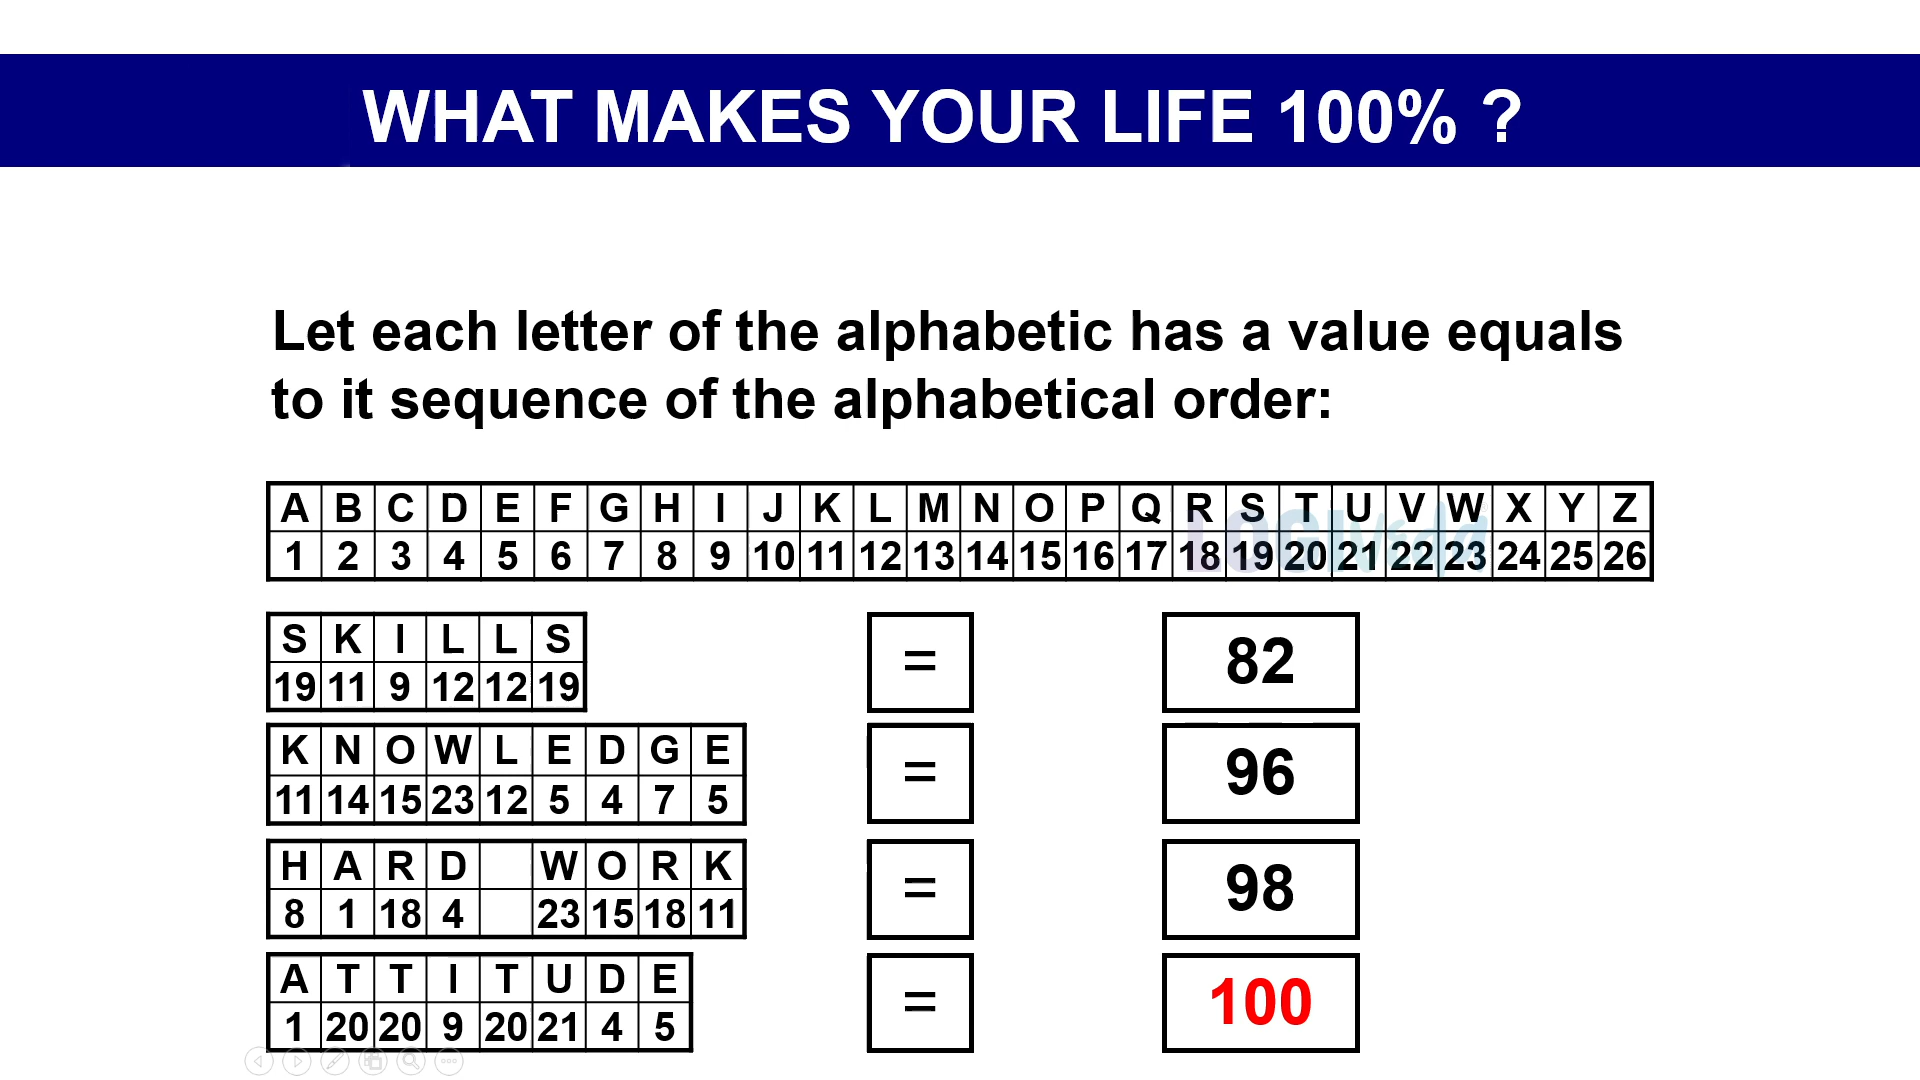 WHAT MAKES YOUR LIFE 100% ?
Let each letter of the alphabetic has a value equals
to it sequence of the alphabetical order:
A B C D E F G H I J K L M N O P Q R S T U V W X Y Z
1 2 3 4 5 6 7 8 9 10 11 12 13 14 15 16 17 18 19 20 21 22 23 24 25 26
LOGIVeda
S K I L L S
19 11 9 12 12 19 = 82
K N O W L E D G E
11 14 15 23 12 5 4 7 5 = 96
H A R D W O R K
8 1 18 4 23 15 18 11 = 98
A T T I T U D E
1 20 20 9 20 21 4 5 = 100